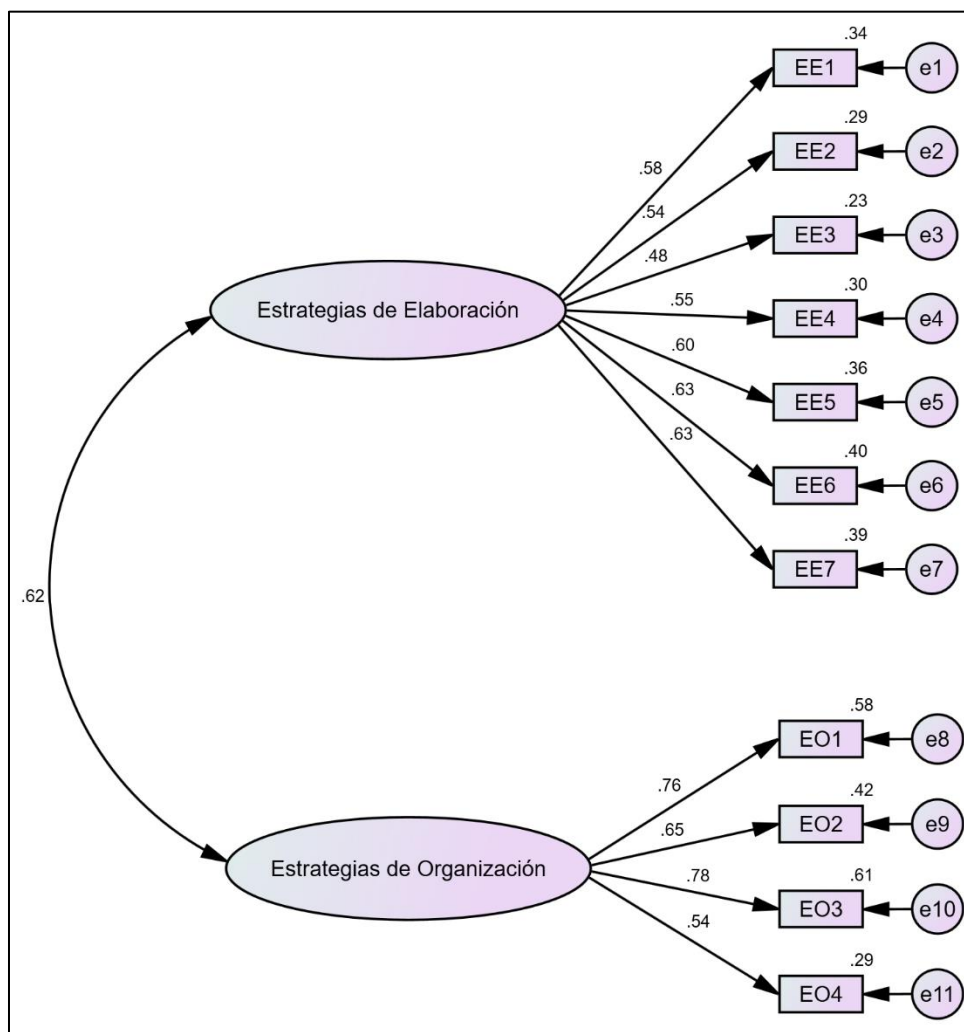 .34
EE1
e1
.29
EE2
e2
.58
.23
.54
EE3
e3
.48
.30
Estrategias de Elaboración
.55
EE4
e4
.60
.36
.63
EE5
e5
.63
.40
EE6
e6
.39
EE7
e7
.62
.58
EO1
e8
.76
.42
.65
EO2
e9
Estrategias de Organización
.78
.61
EO3
e10
.54
.29
EO4
e11